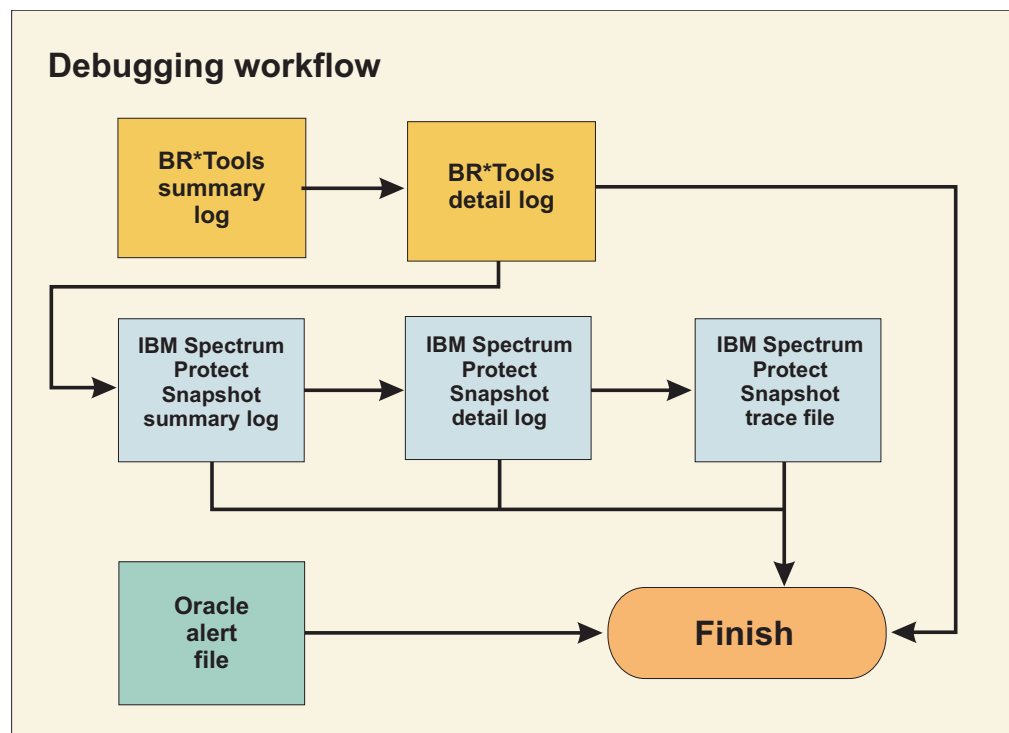 Debugging workflow
BR*Tools
summary
log
BR*Tools
detail log
IBM Spectrum
Protect
Snapshot
summary log
IBM Spectrum
Protect
Snapshot
detail log
IBM Spectrum
Protect
Snapshot
trace file
Oracle
alert
file
Finish